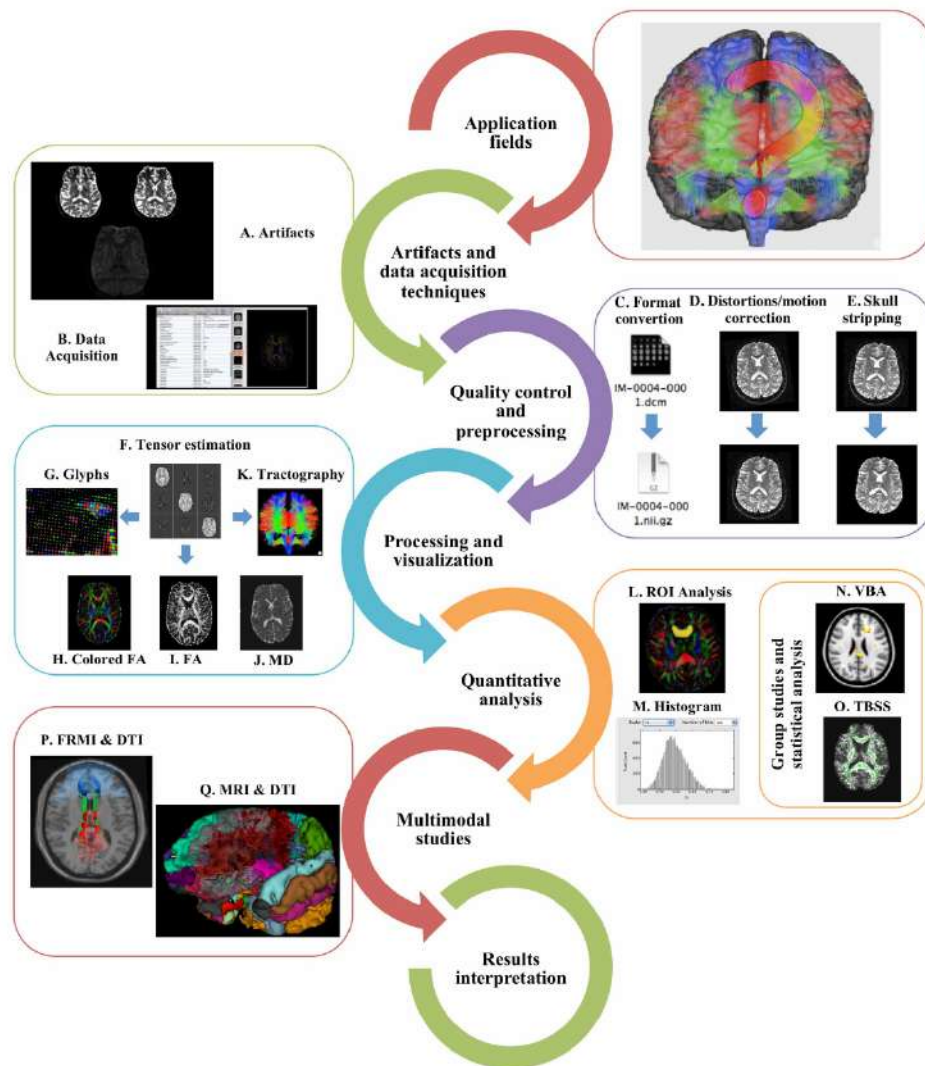 Application
fields
A. Artifacts
B. Data
Acquisition
Artifacts and
data acquisition
techniques
C. Format
convertion
D. Distortions/motion
correction
E. Skull
stripping
IM-0004-000
1.dcm
GZ
IM-0004-000
1.nii.gz
Quality control
and
preprocessing
F. Tensor estimation
G. Glyphs
K. Tractography
H. Colored FA
I. FA
J. MD
Processing and
visualization
L. ROI Analysis
M. Histogram
Group studies and
statistical analysis
N. VBA
O. TBSS
Quantitative
analysis
P. FRMI & DTI
Q. MRI & DTI
Multimodal
studies
Results
interpretation